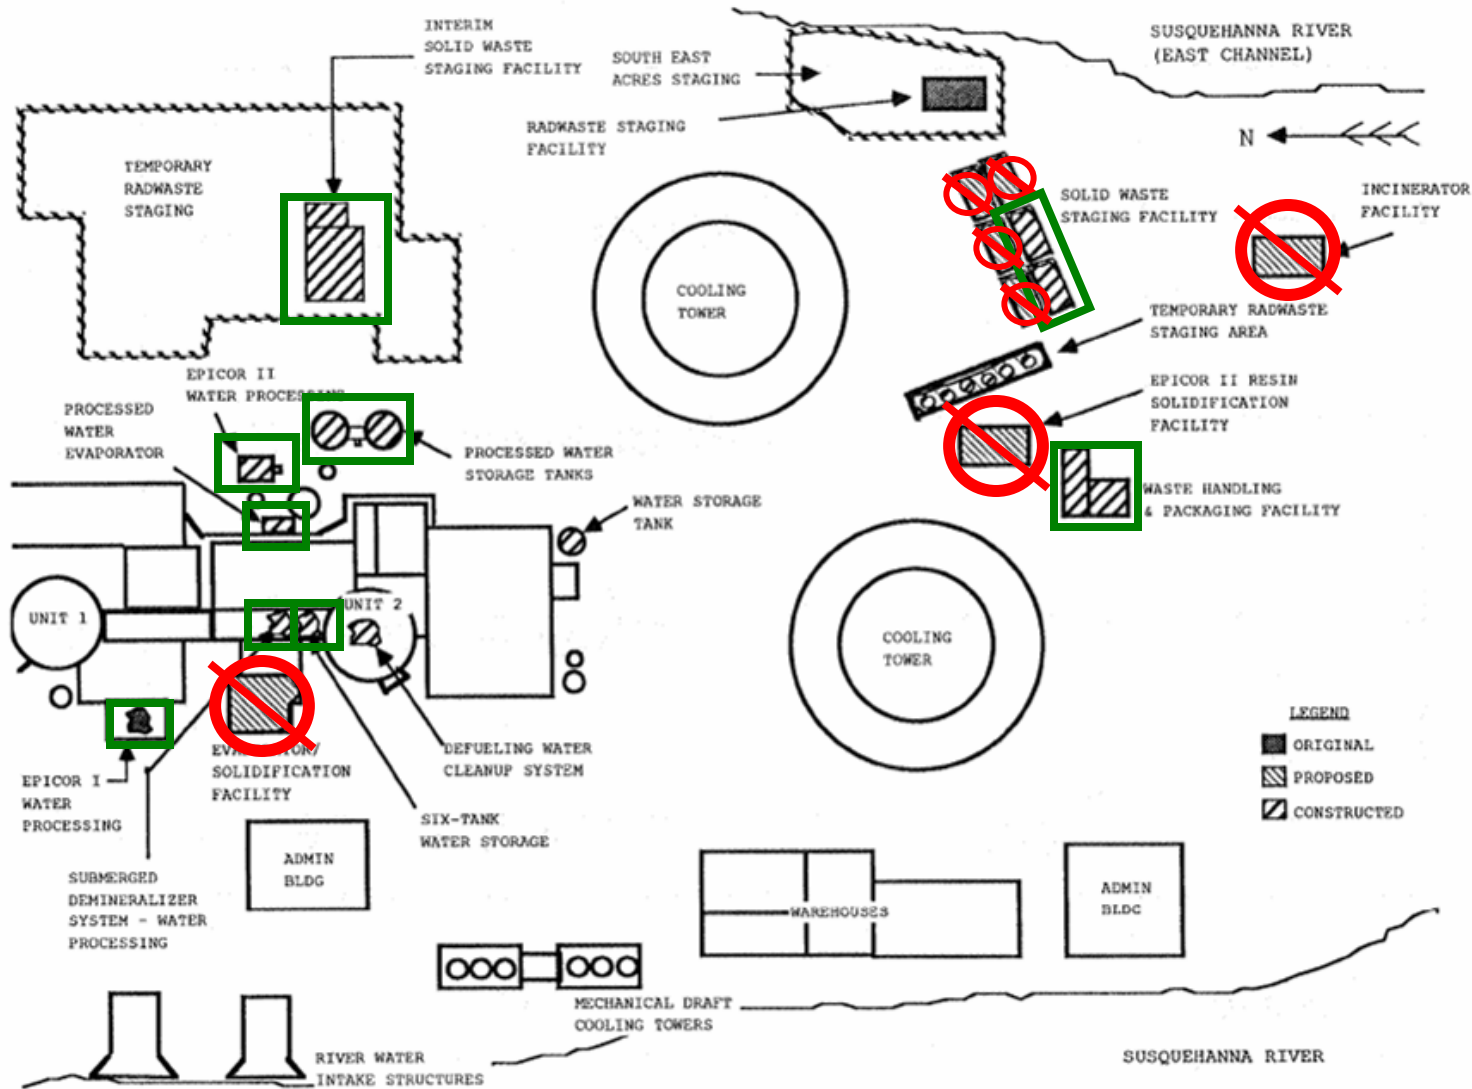 INTERIM
SOLID WASTE
STAGING FACILITY
SOUTH EAST
ACRES STAGING
SUSQUEHANNA RIVER
(EAST CHANNEL)
RADWASTE STAGING
FACILITY
N
TEMPORARY
RADWASTE
STAGING
SOLID WASTE
STAGING FACILITY
INCINERATOR
FACILITY
COOLING
TOWER
TEMPORARY RADWASTE
STAGING AREA
EPICOR II
WATER PROCESSING
EPICOR II RESIN
SOLIDIFICATION
FACILITY
PROCESSED
WATER
EVAPORATOR
PROCESSED WATER
STORAGE TANKS
WASTE HANDLING
& PACKAGING FACILITY
WATER STORAGE
TANK
UNIT 1
UNIT 2
COOLING
TOWER
LEGEND
ORIGINAL
PROPOSED
CONSTRUCTED
EVAPORATOR/
SOLIDIFICATION
FACILITY
DEFUELING WATER
CLEANUP SYSTEM
EPICOR I
WATER
PROCESSING
SIX-TANK
WATER STORAGE
ADMIN
BLDG
SUBMERGED
DEMINERALIZER
SYSTEM - WATER
PROCESSING
WAREHOUSES
ADMIN
BLDG
MECHANICAL DRAFT
COOLING TOWERS
RIVER WATER
INTAKE STRUCTURES
SUSQUEHANNA RIVER